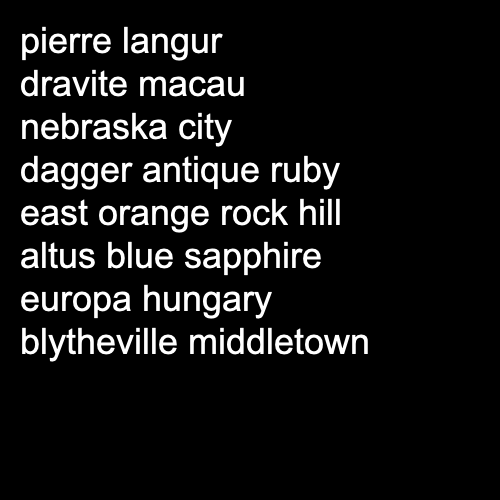 pierre langur
dravite macau
nebraska city
dagger antique ruby
east orange rock hill
altus blue sapphire
europa hungary
blytheville middletown